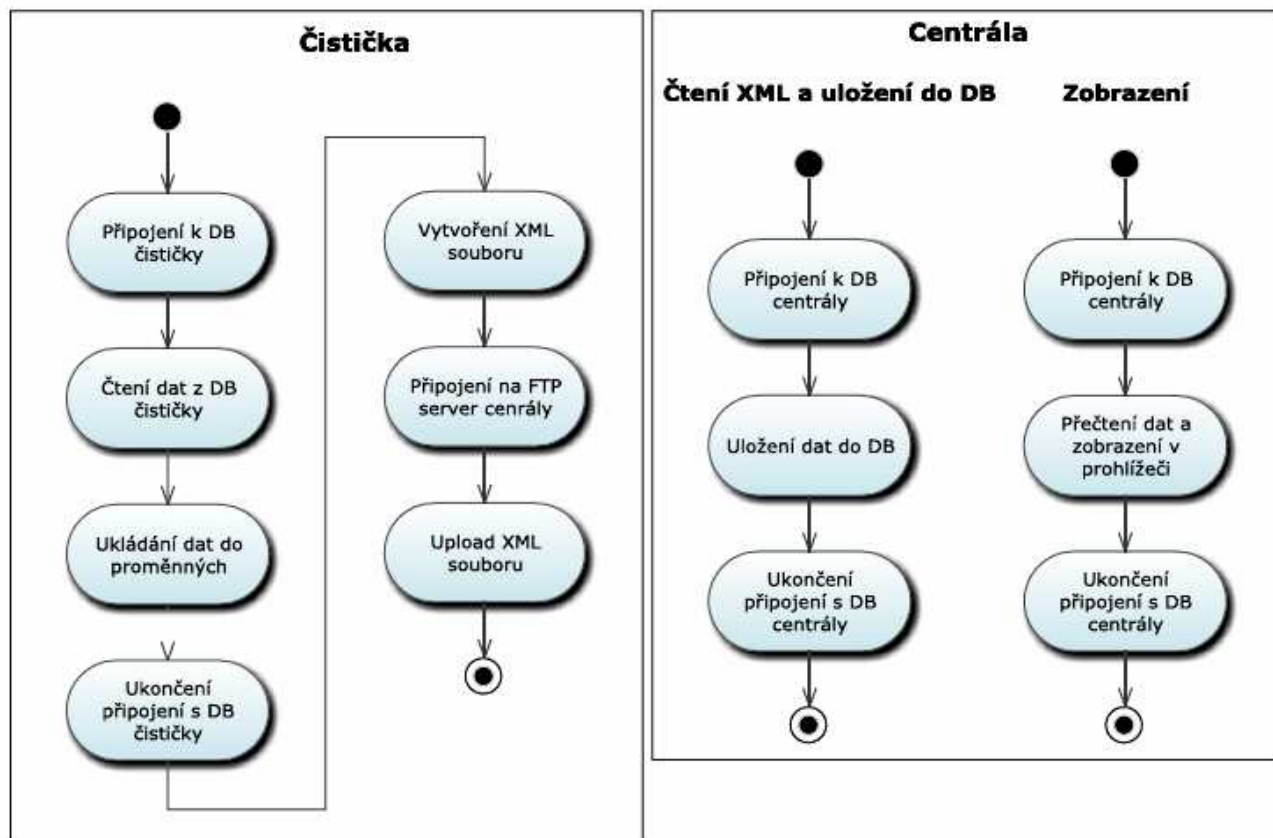 Čistička
Připojení k DB
čističky
Čtení dat z DB
čističky
Ukládání dat do
proměnných
Ukončení
připojení s DB
čističky
Vytvoření XML
souboru
Připojení na FTP
server cenrály
Upload XML
souboru
Centrála
Čtení XML a uložení do DB
Připojení k DB
centrály
Uložení dat do DB
Ukončení
připojení s DB
centrály
Zobrazení
Připojení k DB
centrály
Přečtení dat a
zobrazení v
prohlížeči
Ukončení
připojení s DB
centrály